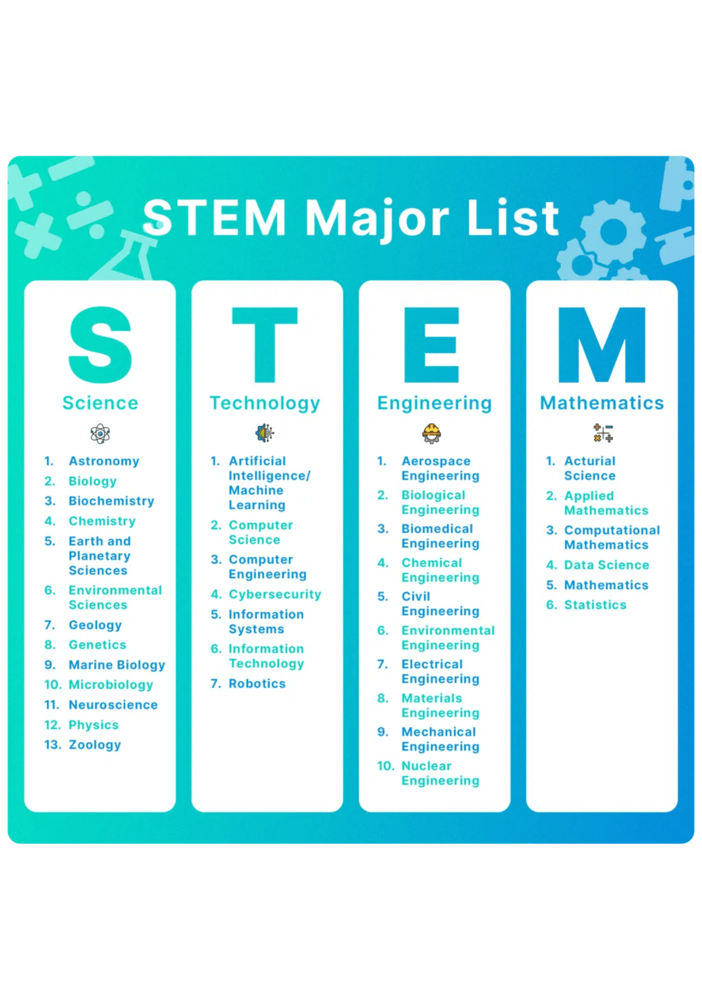 STEM Major List
S
Science
1. Astronomy
2. Biology
3. Biochemistry
4. Chemistry
5. Earth and
Planetary
Sciences
6. Environmental
Sciences
7. Geology
8. Genetics
9. Marine Biology
10. Microbiology
11. Neuroscience
12. Physics
13. Zoology
T
Technology
1. Artificial
Intelligence/
Machine
Learning
2. Computer
Science
3. Computer
Engineering
4. Cybersecurity
5. Information
Systems
6. Information
Technology
7. Robotics
E
Engineering
1. Aerospace
Engineering
2. Biological
Engineering
3. Biomedical
Engineering
4. Chemical
Engineering
5. Civil
Engineering
6. Environmental
Engineering
7. Electrical
Engineering
8. Materials
Engineering
9. Mechanical
Engineering
10. Nuclear
Engineering
M
Mathematics
1. Acturial
Science
2. Applied
Mathematics
3. Computational
Mathematics
4. Data Science
5. Mathematics
6. Statistics